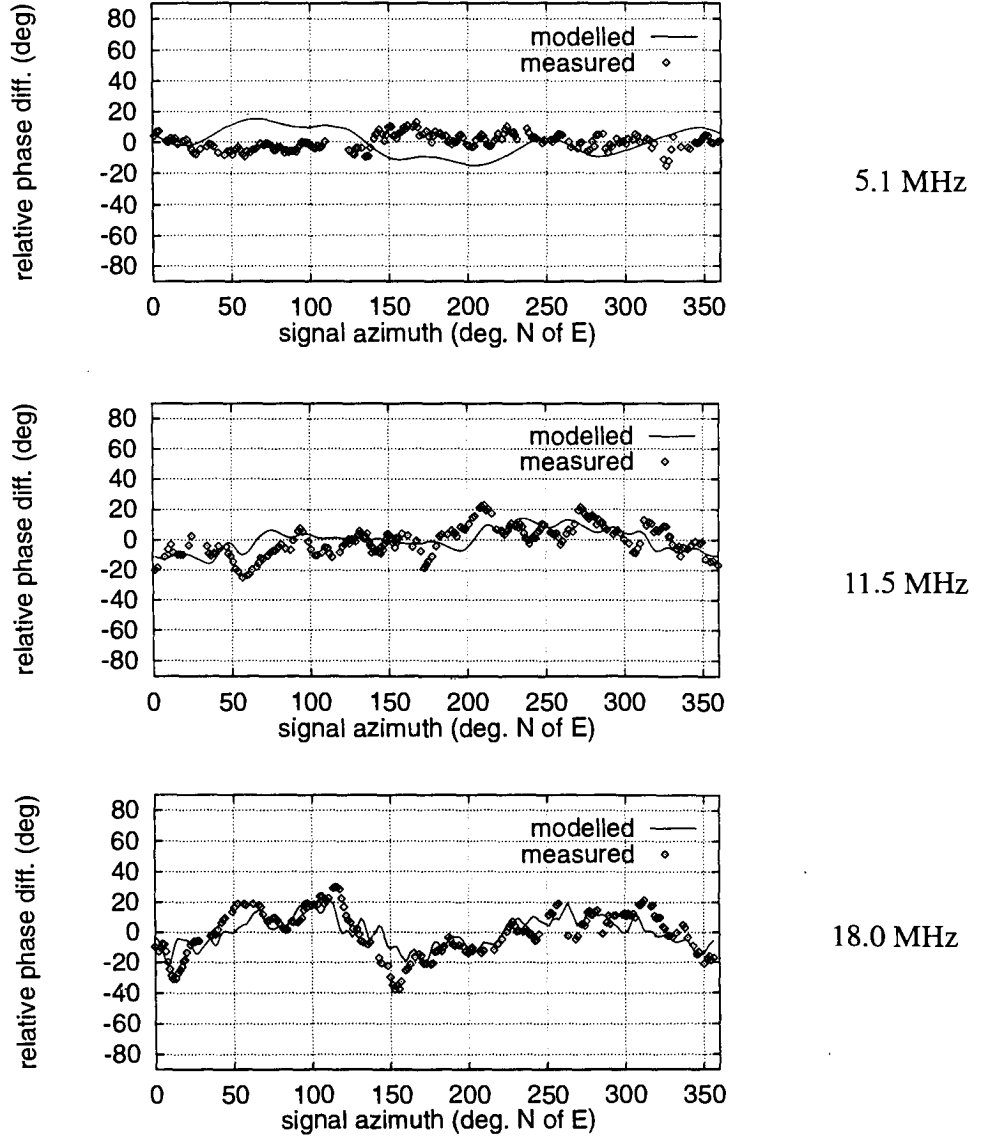 80
60
40
20
0
-20
-40
-60
-80
relative phase diff. (deg)
modelled
measured
0 50 100 150 200 250 300 350
signal azimuth (deg. N of E)
5.1 MHz
80
60
40
20
0
-20
-40
-60
-80
relative phase diff. (deg)
modelled
measured
0 50 100 150 200 250 300 350
signal azimuth (deg. N of E)
11.5 MHz
80
60
40
20
0
-20
-40
-60
-80
relative phase diff. (deg)
modelled
measured
0 50 100 150 200 250 300 350
signal azimuth (deg. N of E)
18.0 MHz